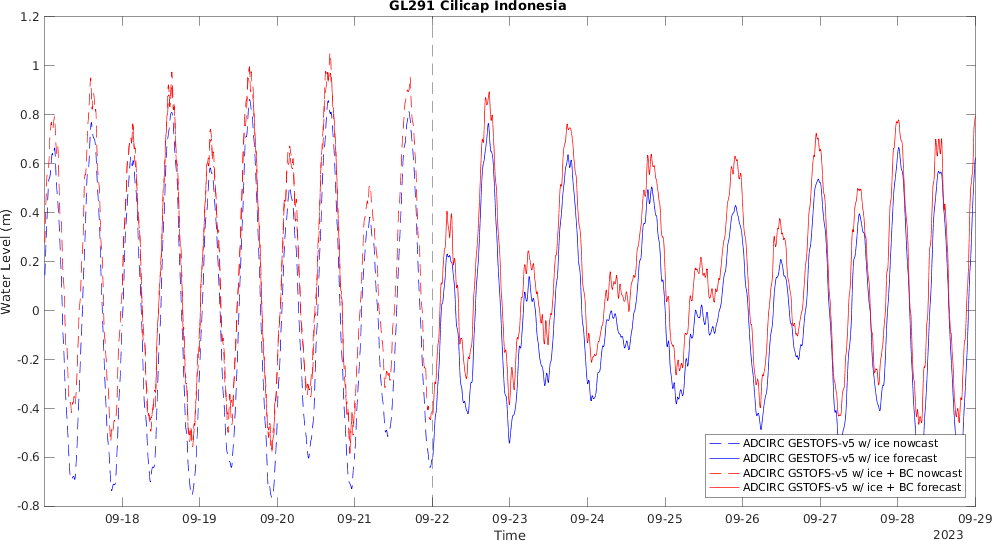 GL291 Cilicap Indonesia
Water Level (m)
1.2
1
0.8
0.6
0.4
0.2
0
-0.2
-0.4
-0.6
-0.8
ADCIRC GESTOFS-v5 w/ ice nowcast
ADCIRC GESTOFS-v5 w/ ice forecast
ADCIRC GSTOFS-v5 w/ ice + BC nowcast
ADCIRC GSTOFS-v5 w/ ice + BC forecast
09-18 09-19 09-20 09-21 09-22 09-23 09-24 09-25 09-26 09-27 09-28 09-29
Time
2023